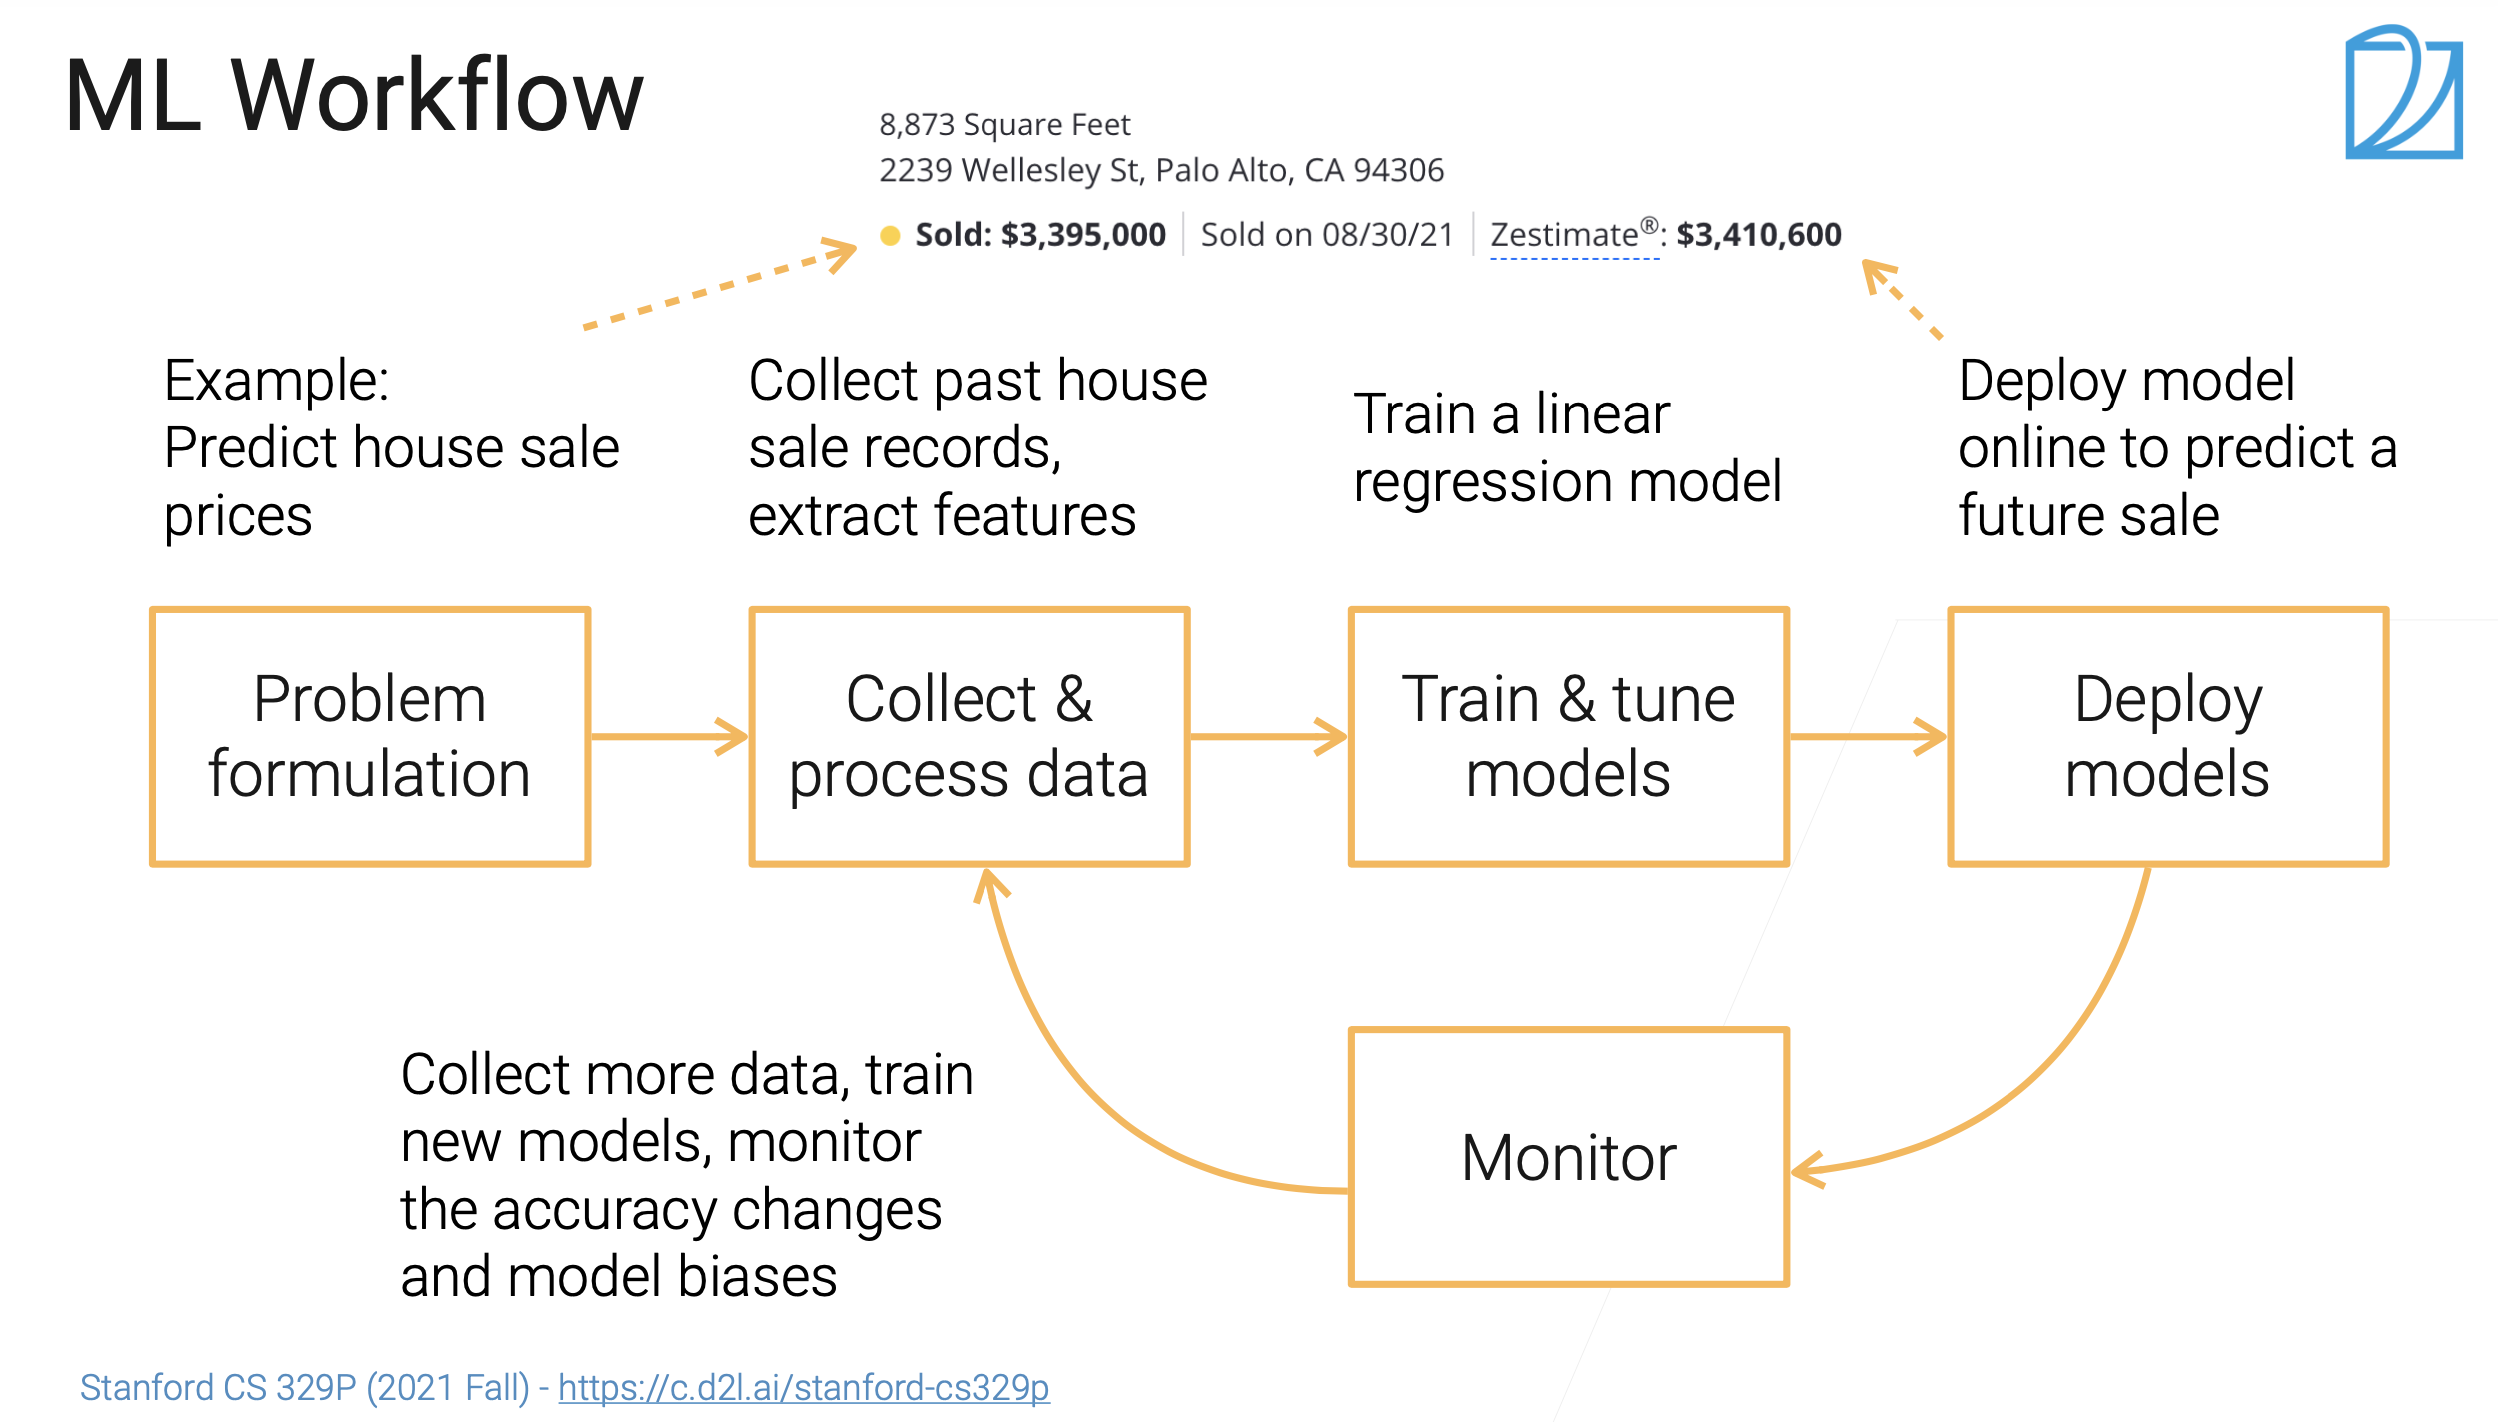 ML Workflow
8,873 Square Feet
2239 Wellesley St, Palo Alto, CA 94306
Sold: $3,395,000 Sold on 08/30/21 Zestimate®: $3,410,600
Example:
Predict house sale
prices
Collect past house
sale records,
extract features
Train a linear
regression model
Deploy model
online to predict a
future sale
Problem
formulation
Collect &
process data
Train & tune
models
Deploy
models
Monitor
Collect more data, train
new models, monitor
the accuracy changes
and model biases
Stanford CS 329P (2021 Fall) - https://c.d2l.ai/stanford-cs329p